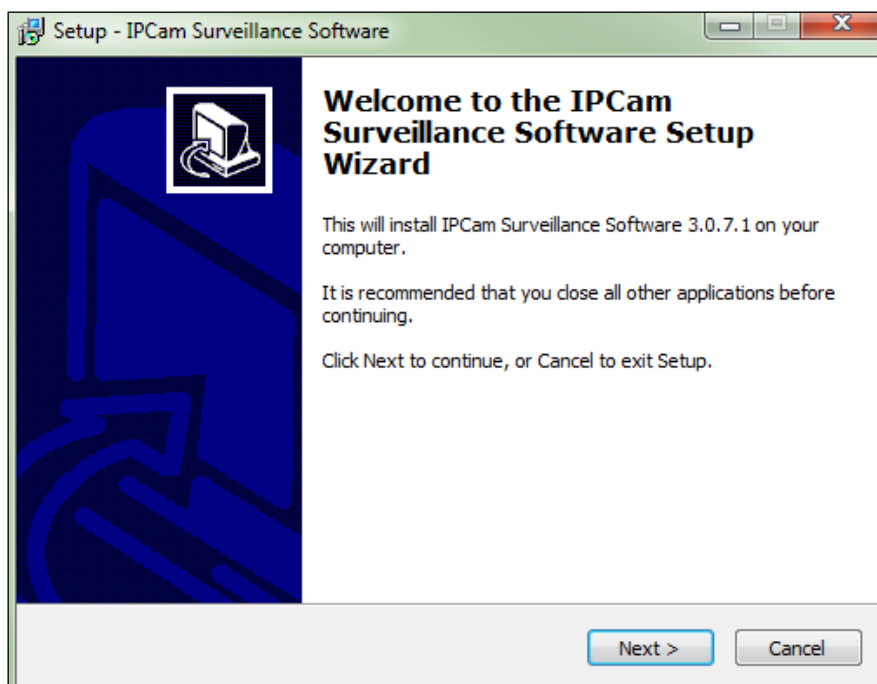 Setup - IPCam Surveillance Software
Welcome to the IPCam
Surveillance Software Setup
Wizard
This will install IPCam Surveillance Software 3.0.7.1 on your
computer.
It is recommended that you close all other applications before
continuing.
Click Next to continue, or Cancel to exit Setup.
Next >
Cancel